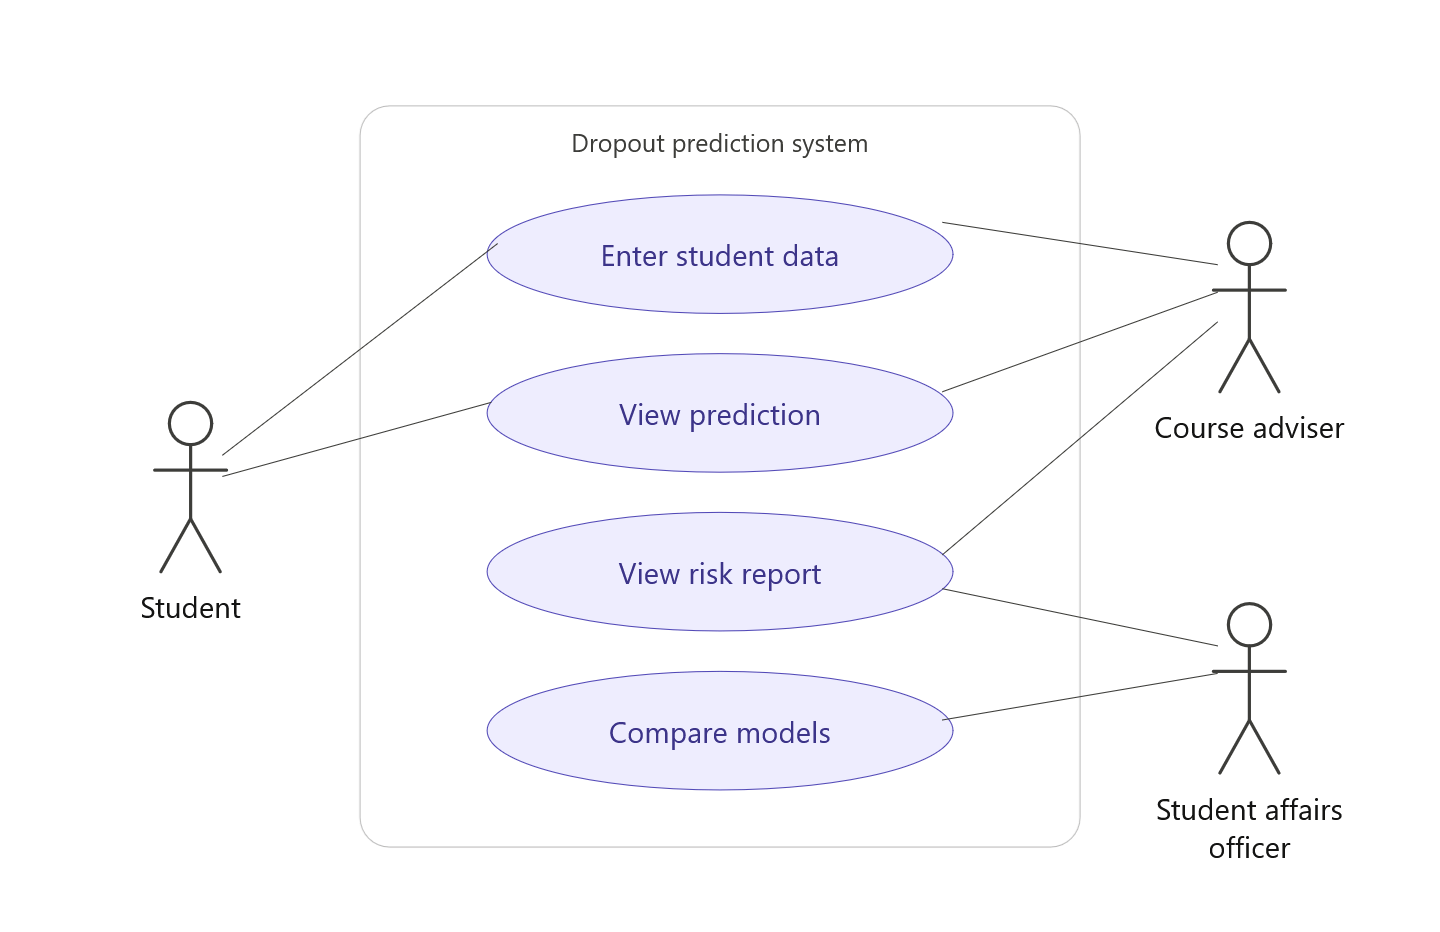 Dropout prediction system
Enter student data
View prediction
Course adviser
View risk report
Student
Compare models
Student affairs
officer